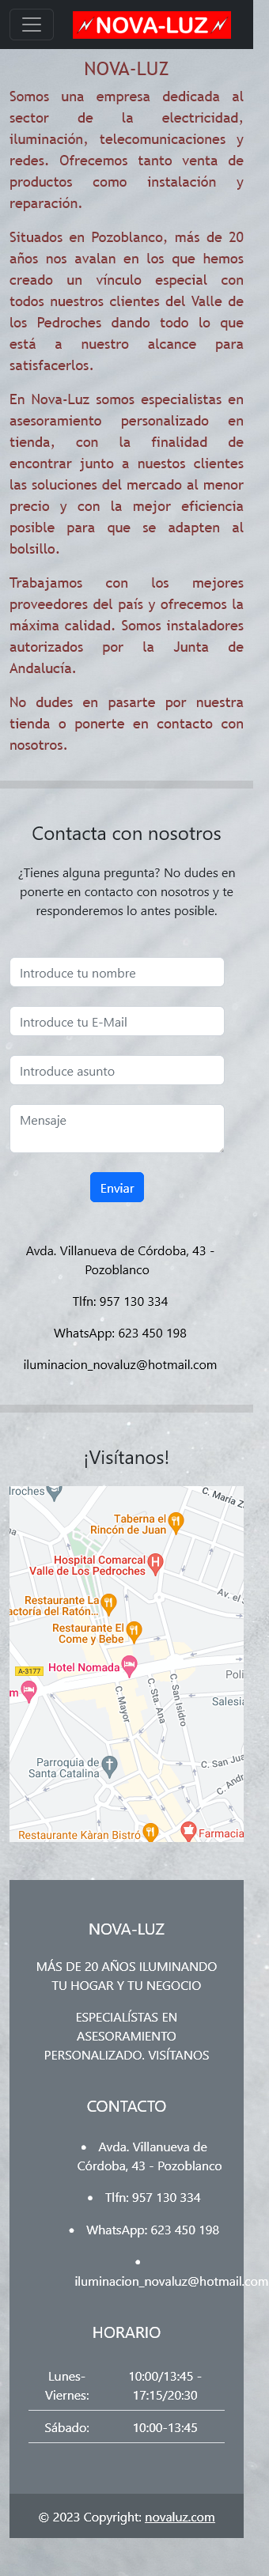 NOVA-LUZ
NOVA-LUZ
Somos una empresa dedicada al
sector de la electricidad,
iluminación, telecomunicaciones y
redes. Ofrecemos tanto venta de
productos como instalación y
reparación.
Situados en Pozoblanco, más de 20
años nos avalan en los que hemos
creado un vínculo especial con
todos nuestros clientes del Valle de
los Pedroches dando todo lo que
está a nuestro alcance para
satisfacerlos.
En Nova-Luz somos especialistas en
asesoramiento personalizado en
tienda, con la finalidad de
encontrar junto a nuestos clientes
las soluciones del mercado al menor
precio y con la mejor eficiencia
posible para que se adapten al
bolsillo.
Trabajamos con los mejores
proveedores del país y ofrecemos la
máxima calidad. Somos instaladores
autorizados por la Junta de
Andalucía.
No dudes en pasarte por nuestra
tienda o ponerte en contacto con
nosotros.
Contacta con nosotros
¿Tienes alguna pregunta? No dudes en
ponerte en contacto con nosotros y te
responderemos lo antes posible.
Introduce tu nombre
Introduce tu E-Mail
Introduce asunto
Mensaje
Enviar
Avda. Villanueva de Córdoba, 43 -
Pozoblanco
Tlfn: 957 130 334
WhatsApp: 623 450 198
iluminacion_novaluz@hotmail.com
¡Visítanos!
droches
C. María Z.
Taberna el
Rincón de Juan
Hospital Comarcal
Valle de Los Pedroches
Av. el
Restaurante La
actoría del Ratón...
Restaurante El
Come y Bebe
A-3177
Hotel Nomada
Poli
m
C. Mayor
C. Sta. Ana
C. San Isidro
Salesia
C. San Jua
Parroquia de
Santa Catalina
C. Andr
Restaurante Kàran Bistró
Farmacia
NOVA-LUZ
MÁS DE 20 AÑOS ILUMINANDO
TU HOGAR Y TU NEGOCIO
ESPECIALÍSTAS EN
ASESORAMIENTO
PERSONALIZADO. VISÍTANOS
CONTACTO
• Avda. Villanueva de
Córdoba, 43 - Pozoblanco
• Tlfn: 957 130 334
• WhatsApp: 623 450 198
•
iluminacion_novaluz@hotmail.com
HORARIO
Lunes- 10:00/13:45 -
Viernes: 17:15/20:30
Sábado: 10:00-13:45
© 2023 Copyright: novaluz.com